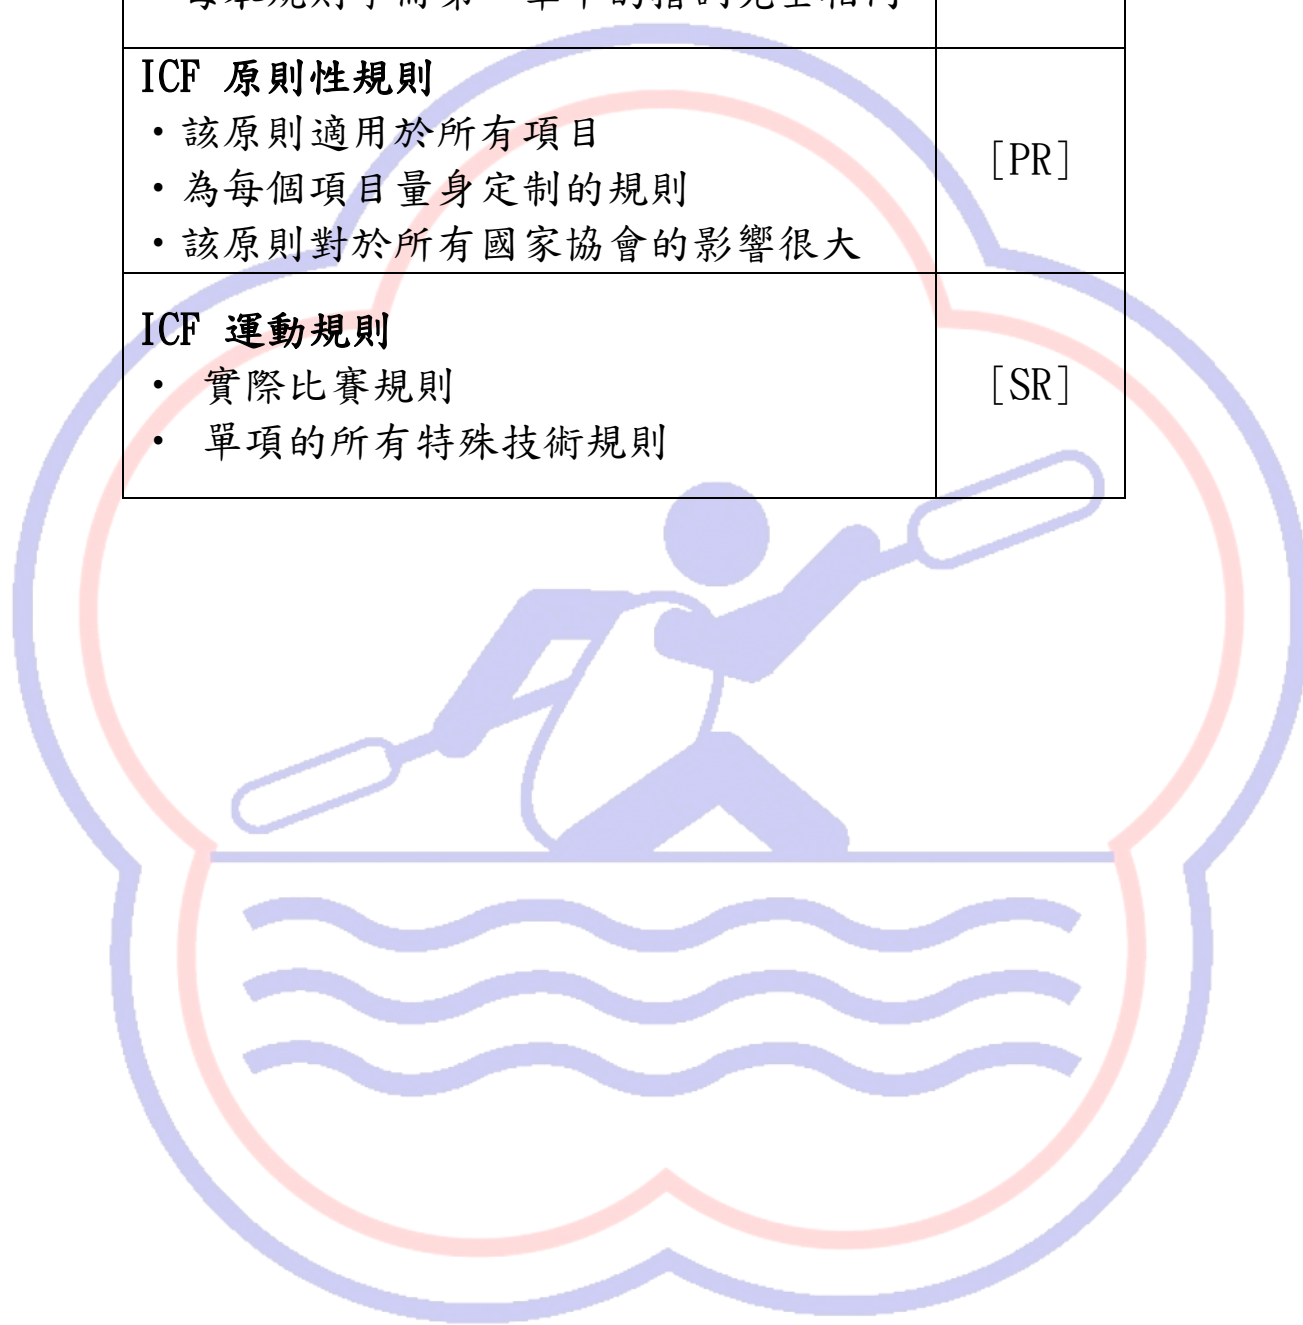 ICF 原則性規則
・該原則適用於所有項目
・為每個項目量身定制的規則
・該原則對於所有國家協會的影響很大
[PR]
ICF 運動規則
・ 實際比賽規則
・ 單項的所有特殊技術規則
[SR]